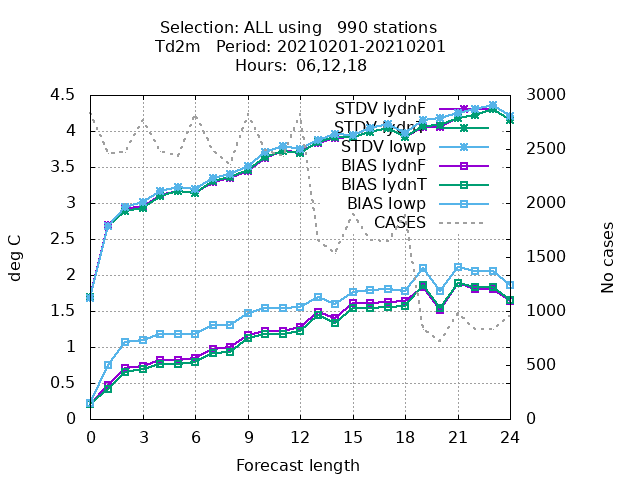 Selection: ALL using   990 stations
Td2m   Period: 20210201-20210201
Hours: 06,12,18
4.5
4
3.5
3
2.5
2
1.5
1
0.5
0
deg C
3000
2500
2000
1500
1000
500
0
No cases
STDV lydnF
STDV lydnT
STDV lowp
BIAS lydnF
BIAS lydnT
BIAS lowp
CASES
0 3 6 9 12 15 18 21 24
Forecast length